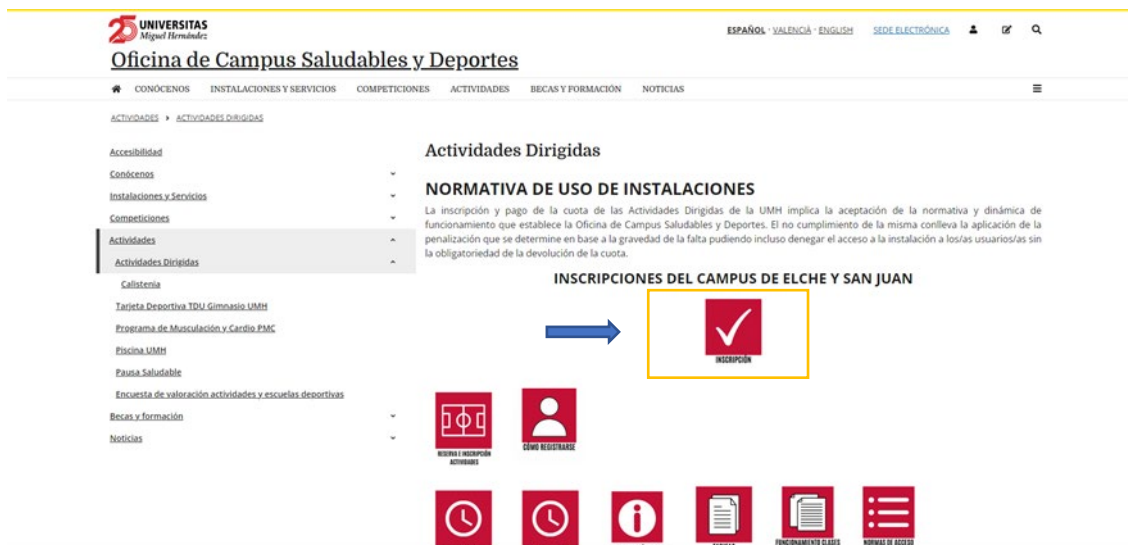 25 UNIVERSITAS
Miguel Hernández
ESPAÑOL · VALENCIÀ · ENGLISH SEDE ELECTRÓNICA
Oficina de Campus Saludables y Deportes
CONÓCENOS INSTALACIONES Y SERVICIOS COMPETICIONES ACTIVIDADES BECAS Y FORMACIÓN NOTICIAS
ACTIVIDADES › ACTIVIDADES DIRIGIDAS
Accesibilidad
Conócenos
Instalaciones y Servicios
Competiciones
Actividades
Actividades Dirigidas
Calistenia
Tarjeta Deportiva TDU Gimnasio UMH
Programa de Musculación y Cardio PMC
Piscina UMH
Pausa Saludable
Encuesta de valoración actividades y escuelas deportivas
Becas y formación
Noticias
Actividades Dirigidas
NORMATIVA DE USO DE INSTALACIONES
La inscripción y pago de la cuota de las Actividades Dirigidas de la UMH implica la aceptación de la normativa y dinámica de
funcionamiento que establece la Oficina de Campus Saludables y Deportes. El no cumplimiento de la misma conlleva la aplicación de la
penalización que se determine en base a la gravedad de la falta pudiendo incluso denegar el acceso a la instalación a los/as usuarios/as sin
la obligatoriedad de la devolución de la cuota.
INSCRIPCIONES DEL CAMPUS DE ELCHE Y SAN JUAN
INSCRIPCIÓN
RESERVA E INSCRIPCIÓN
ACTIVIDADES
CÓMO REGISTRARSE
FUNCIONAMIENTO CLASES
NORMAS DE ACCESO